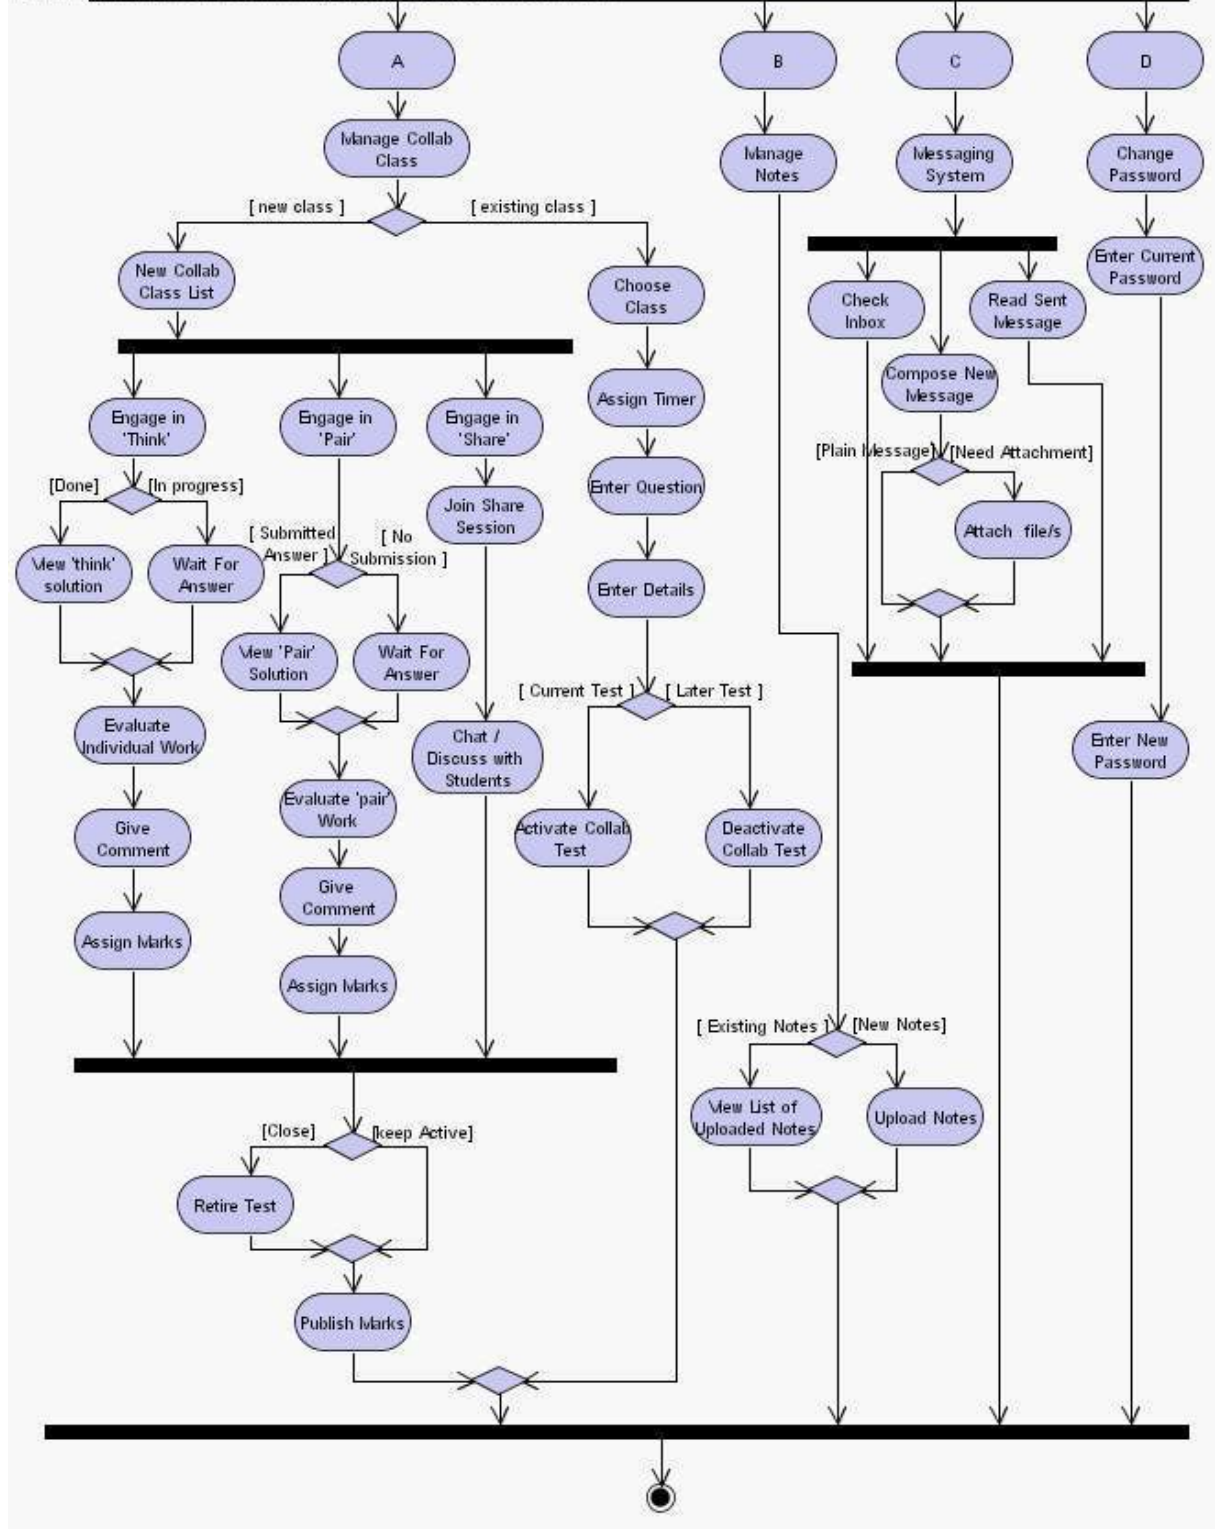 A
B
C
D
Manage Collab
Class
Manage
Notes
Messaging
System
Change
Password
[ new class ]
[ existing class ]
New Collab
Class List
Choose
Class
Check
Inbox
Read Sent
Message
Enter Current
Password
Compose New
Message
Engage in
'Think'
Engage in
'Pair'
Engage in
'Share'
Assign Timer
[Plain Message]
[Need Attachment]
[Done]
[In progress]
Join Share
Session
Enter Question
Attach file/s
[ Submitted
Answer ]
[ No
Submission ]
View 'think'
solution
Wait For
Answer
Enter Details
View 'Pair'
Solution
Wait For
Answer
[ Current Test ]
[ Later Test ]
Evaluate
Individual Work
Chat /
Discuss with
Students
Enter New
Password
Evaluate 'pair'
Work
Give
Comment
Activate Collab
Test
Deactivate
Collab Test
Give
Comment
Assign Marks
Assign Marks
[ Existing Notes ]
[New Notes]
View List of
Uploaded Notes
Upload Notes
[Close]
[keep Active]
Retire Test
Publish Marks